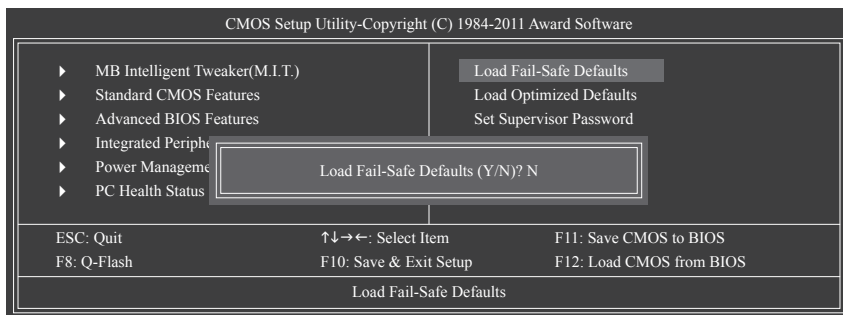 CMOS Setup Utility-Copyright (C) 1984-2011 Award Software
MB Intelligent Tweaker(M.I.T.)
Standard CMOS Features
Advanced BIOS Features
Integrated Periphe
Power Manageme
PC Health Status
Load Fail-Safe Defaults
Load Optimized Defaults
Set Supervisor Password
Load Fail-Safe Defaults (Y/N)? N
ESC: Quit ↑↓→←: Select Item F11: Save CMOS to BIOS
F8: Q-Flash F10: Save & Exit Setup F12: Load CMOS from BIOS
Load Fail-Safe Defaults